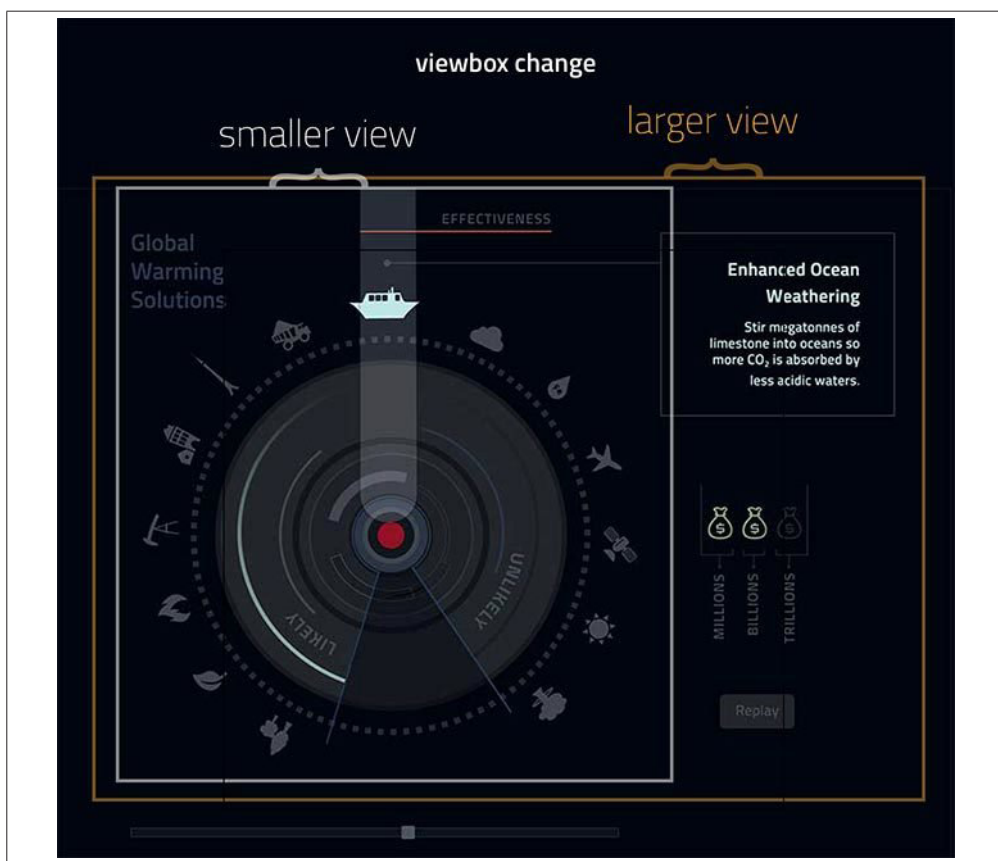 viewbox change
smaller view
larger view
EFFECTIVENESS
Global
Warming
Solutions
Enhanced Ocean
Weathering
Stir megatonnes of
limestone into oceans so
more CO₂ is absorbed by
less acidic waters.
LIKELY
UNLIKELY
$ $ $
MILLIONS
BILLIONS
TRILLIONS
Replay